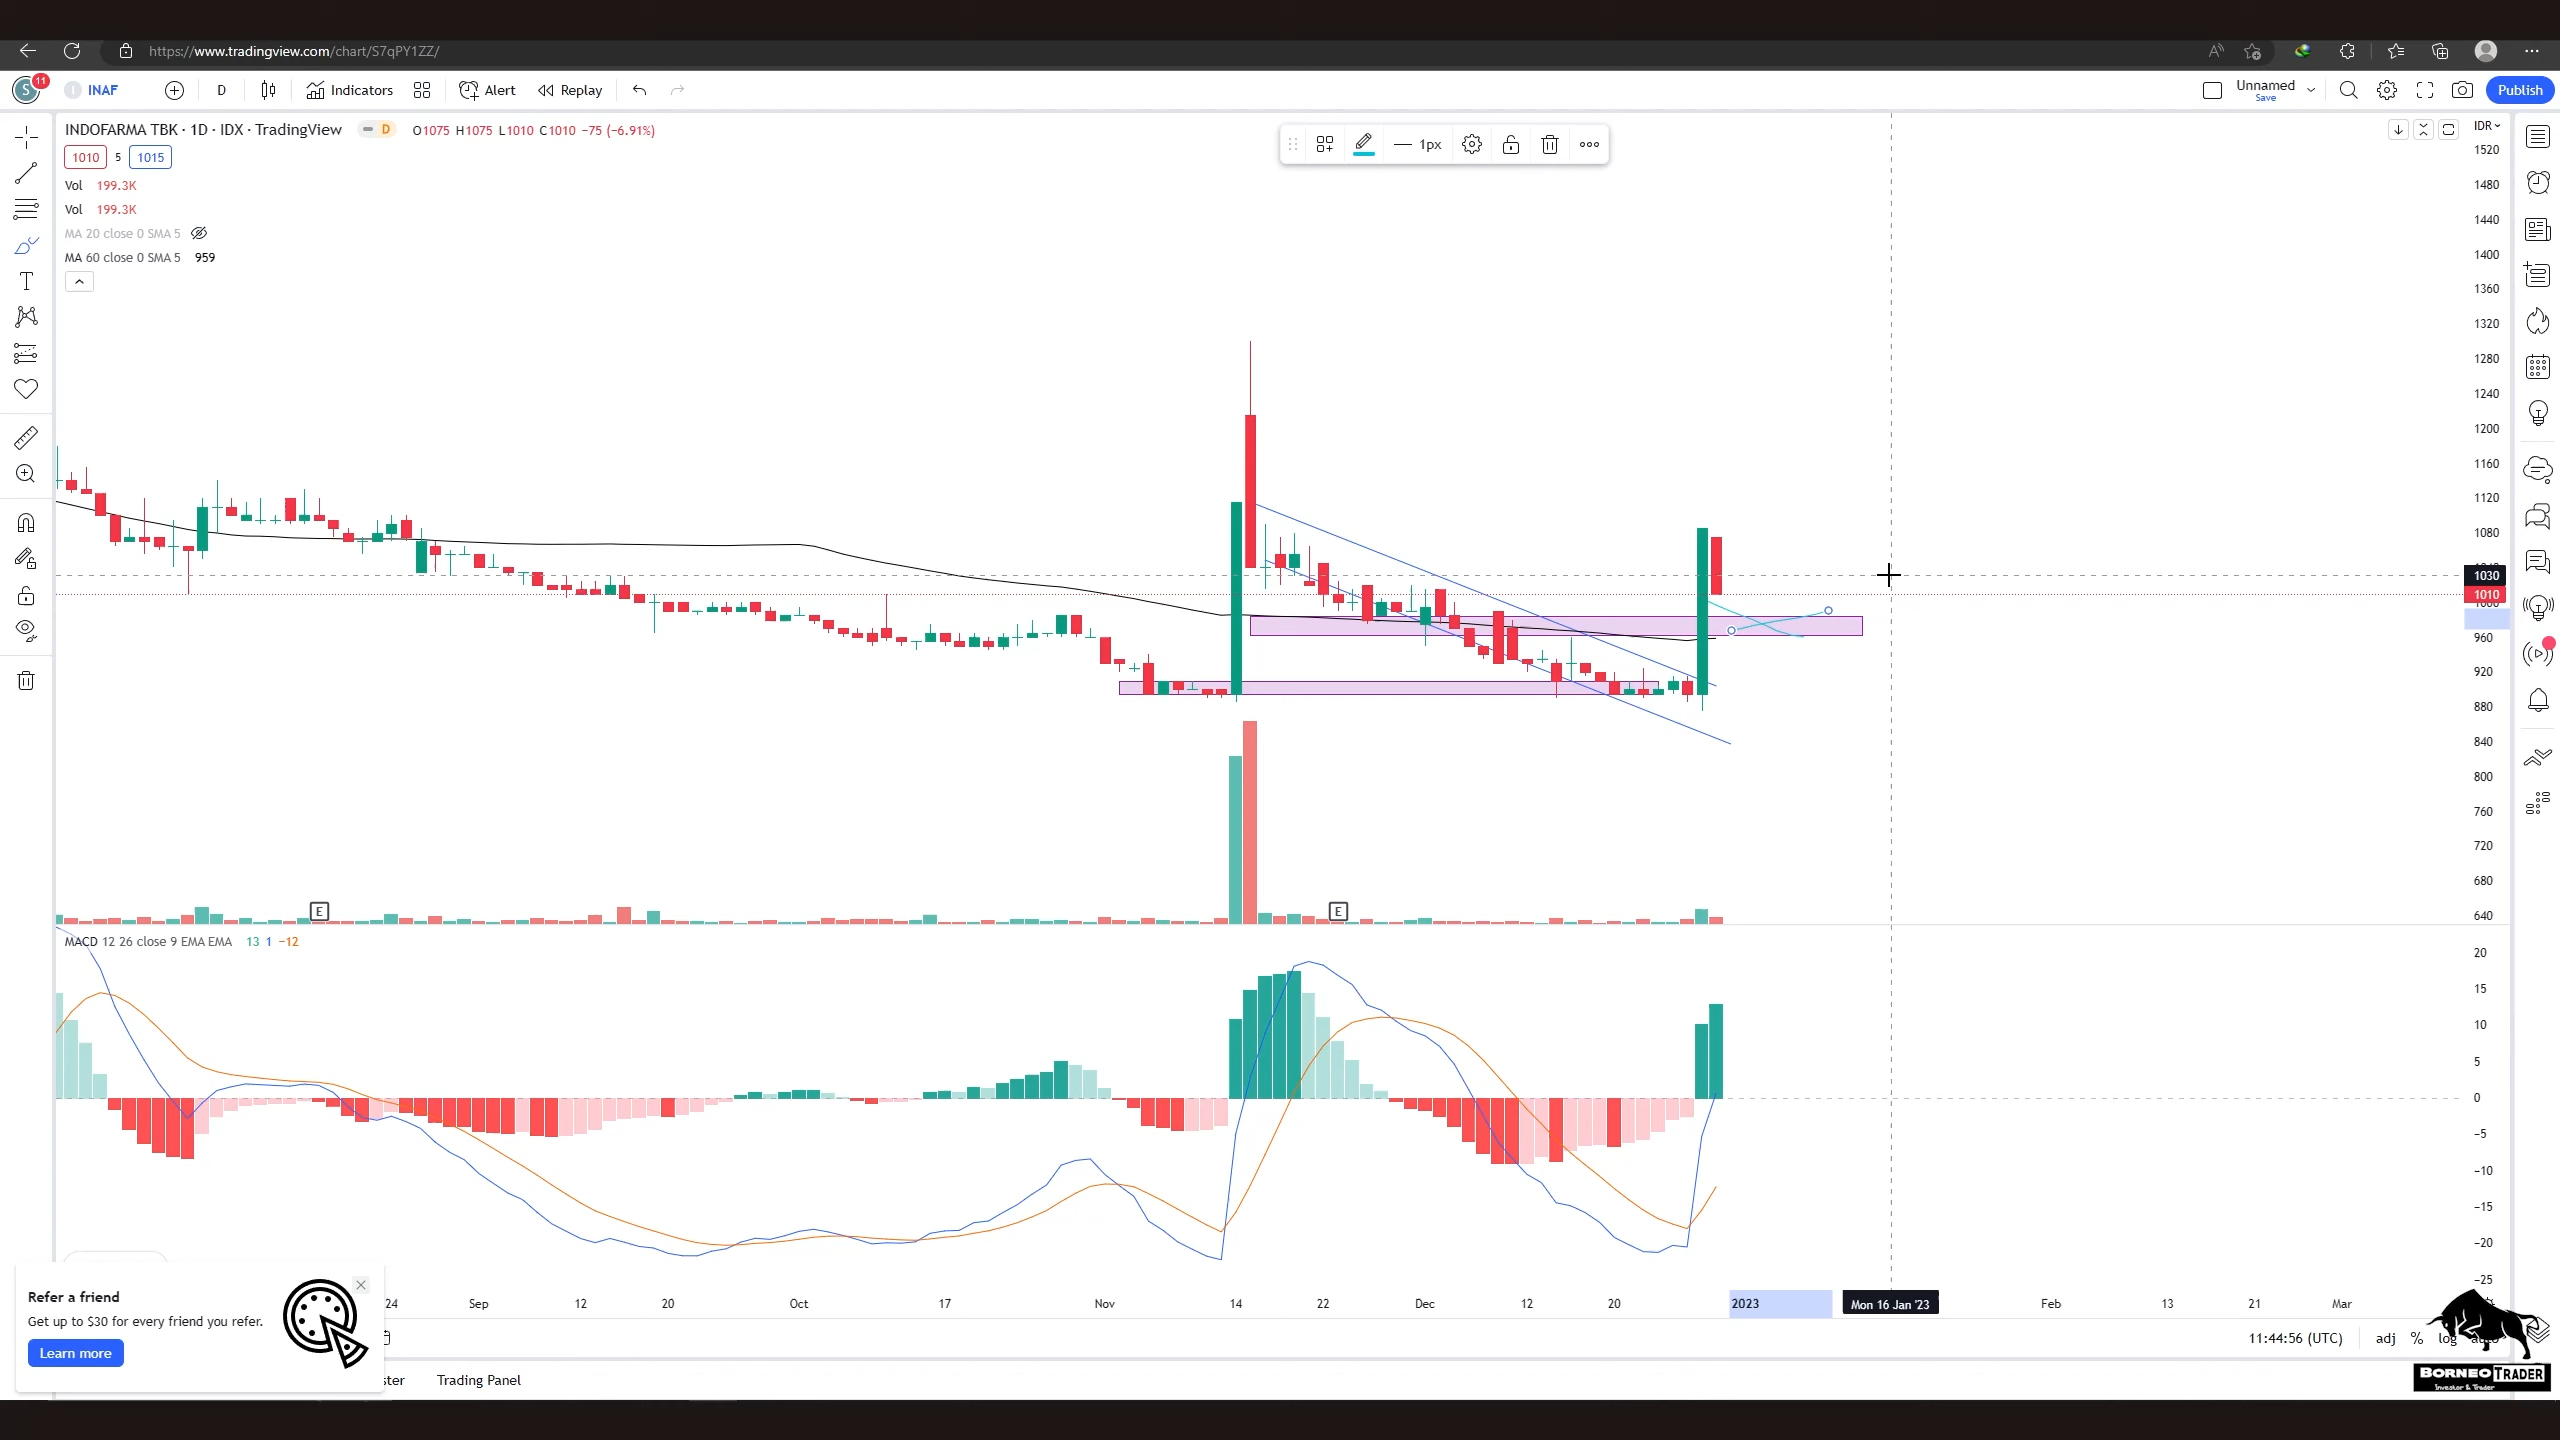 https://www.tradingview.com/chart/S7qPY1ZZ/
S 11 INAF D Indicators Alert Replay Unnamed Save Publish
INDOFARMA TBK · 1D · IDX · TradingView D O1075 H1075 L1010 C1010 −75 (−6.91%)
1010 5 1015
Vol 199.3K
Vol 199.3K
MA 20 close 0 SMA 5
MA 60 close 0 SMA 5 959
1px
IDR
1520
1480
1440
1400
1360
1320
1280
1240
1200
1160
1120
1080
1030
1010
1000
960
920
880
840
800
760
720
680
640
E E
MACD 12 26 close 9 EMA EMA 13 1 −12
20
15
10
5
0
−5
−10
−15
−20
−25
24 Sep 12 20 Oct 17 Nov 14 22 Dec 12 20 2023 Mon 16 Jan '23 Feb 13 21 Mar
11:44:56 (UTC) adj % log auto
Refer a friend
Get up to $30 for every friend you refer.
Learn more
ster Trading Panel
BORNEO TRADER
Investor & Trader